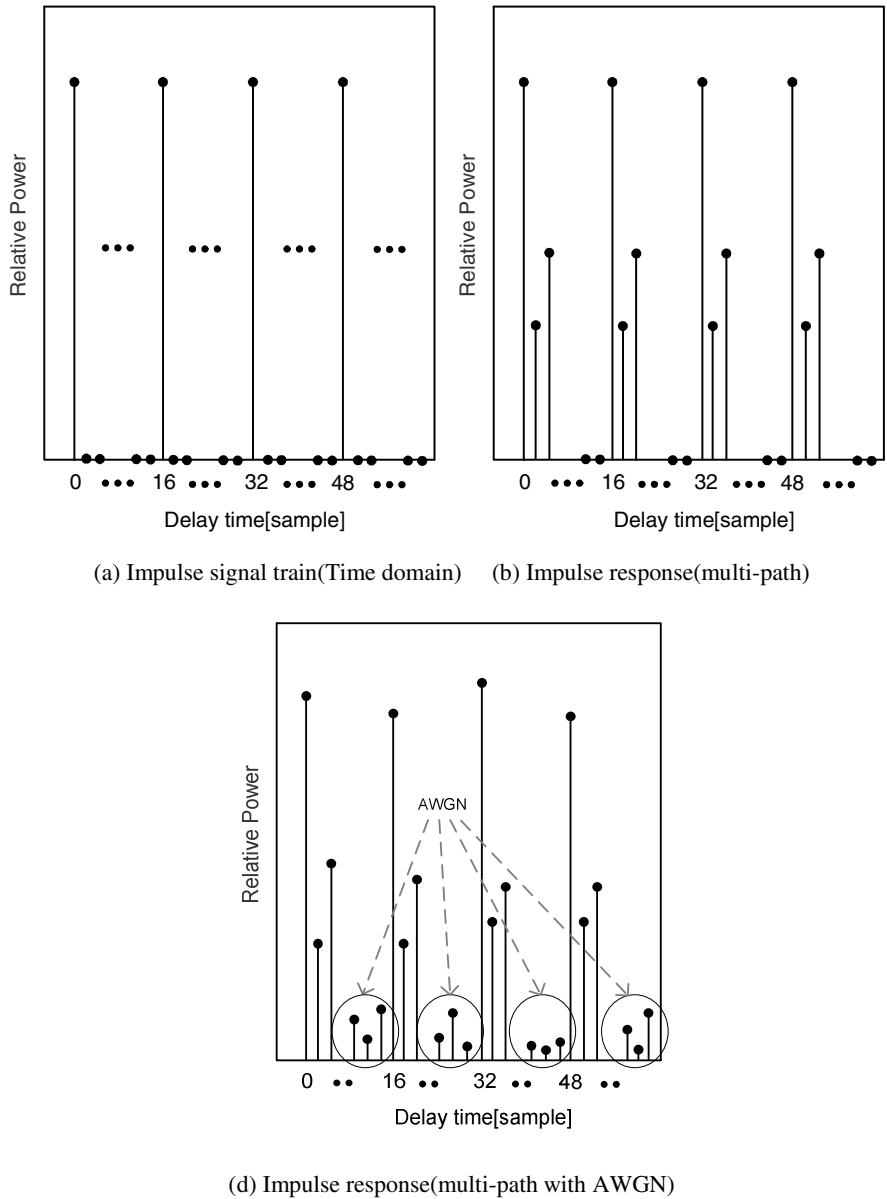 Relative Power
0 16 32 48
Delay time[sample]
(a) Impulse signal train(Time domain)
Relative Power
0 16 32 48
Delay time[sample]
(b) Impulse response(multi-path)
Relative Power
AWGN
0 16 32 48
Delay time[sample]
(d) Impulse response(multi-path with AWGN)